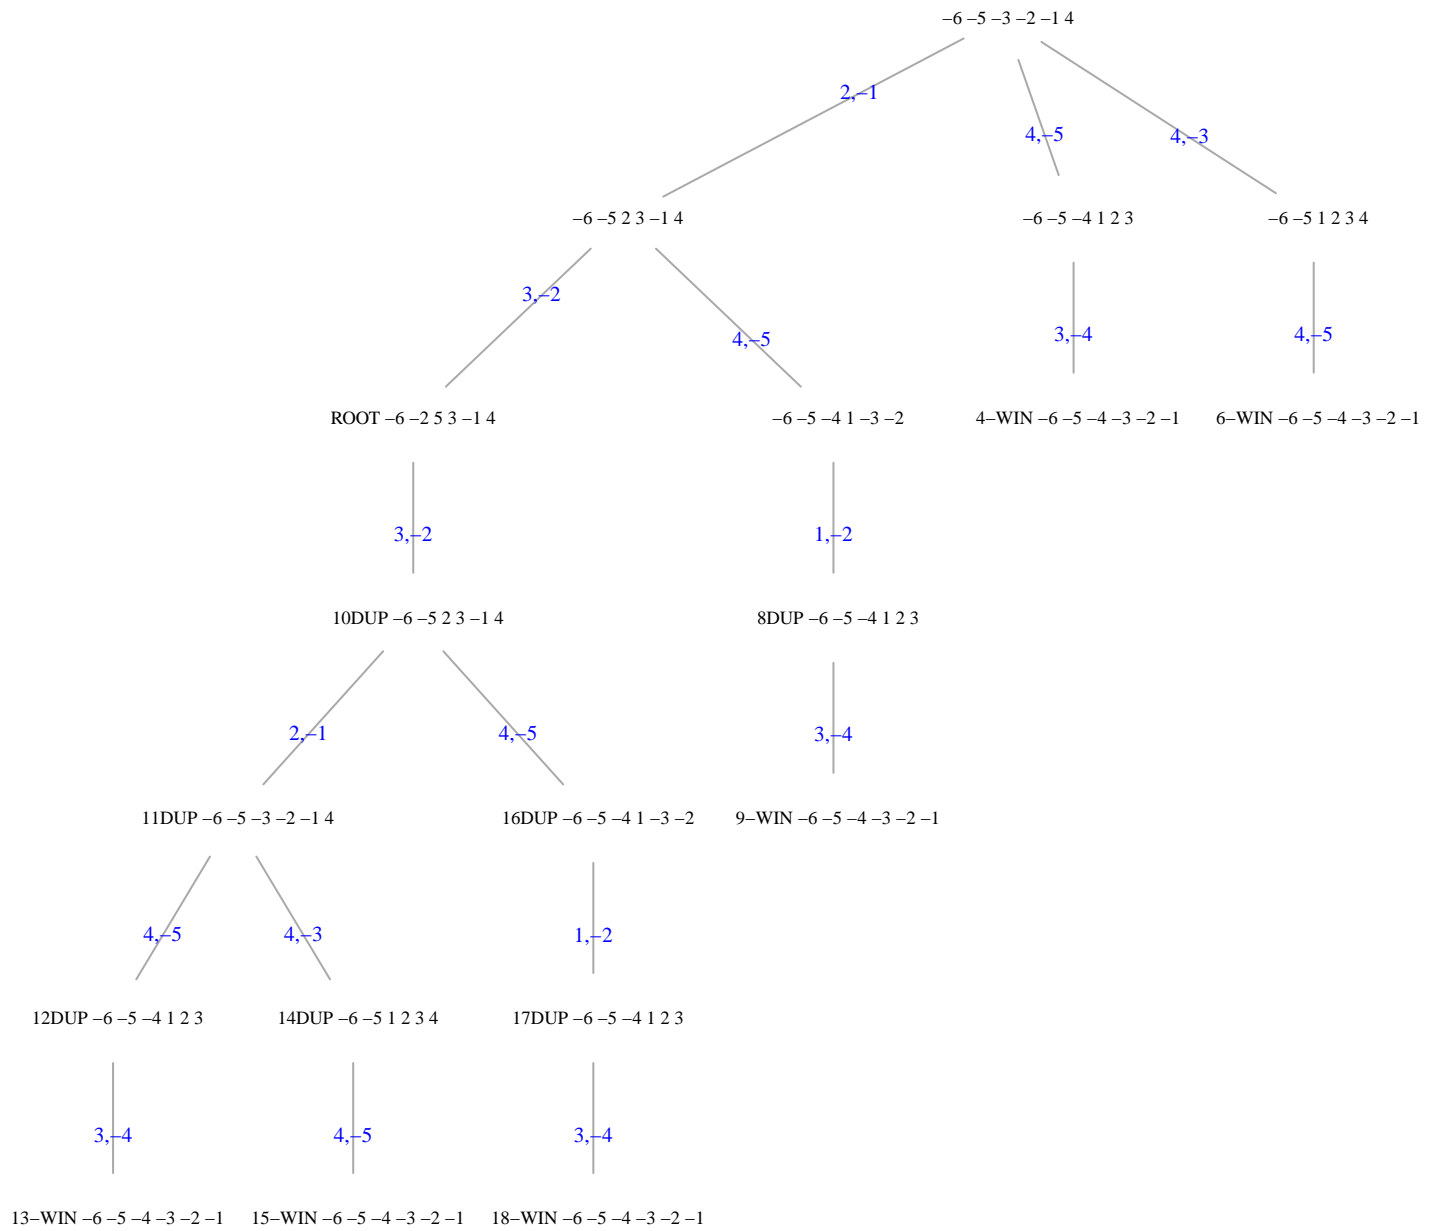 –6 –5 –3 –2 –1 4
2,–1
4,–5
4,–3
–6 –5 2 3 –1 4
–6 –5 –4 1 2 3
–6 –5 1 2 3 4
3,–2
4,–5
3,–4
4,–5
ROOT –6 –2 5 3 –1 4
–6 –5 –4 1 –3 –2
4–WIN –6 –5 –4 –3 –2 –1
6–WIN –6 –5 –4 –3 –2 –1
3,–2
1,–2
10DUP –6 –5 2 3 –1 4
8DUP –6 –5 –4 1 2 3
2,–1
4,–5
3,–4
11DUP –6 –5 –3 –2 –1 4
16DUP –6 –5 –4 1 –3 –2
9–WIN –6 –5 –4 –3 –2 –1
4,–5
4,–3
1,–2
12DUP –6 –5 –4 1 2 3
14DUP –6 –5 1 2 3 4
17DUP –6 –5 –4 1 2 3
3,–4
4,–5
3,–4
13–WIN –6 –5 –4 –3 –2 –1
15–WIN –6 –5 –4 –3 –2 –1
18–WIN –6 –5 –4 –3 –2 –1